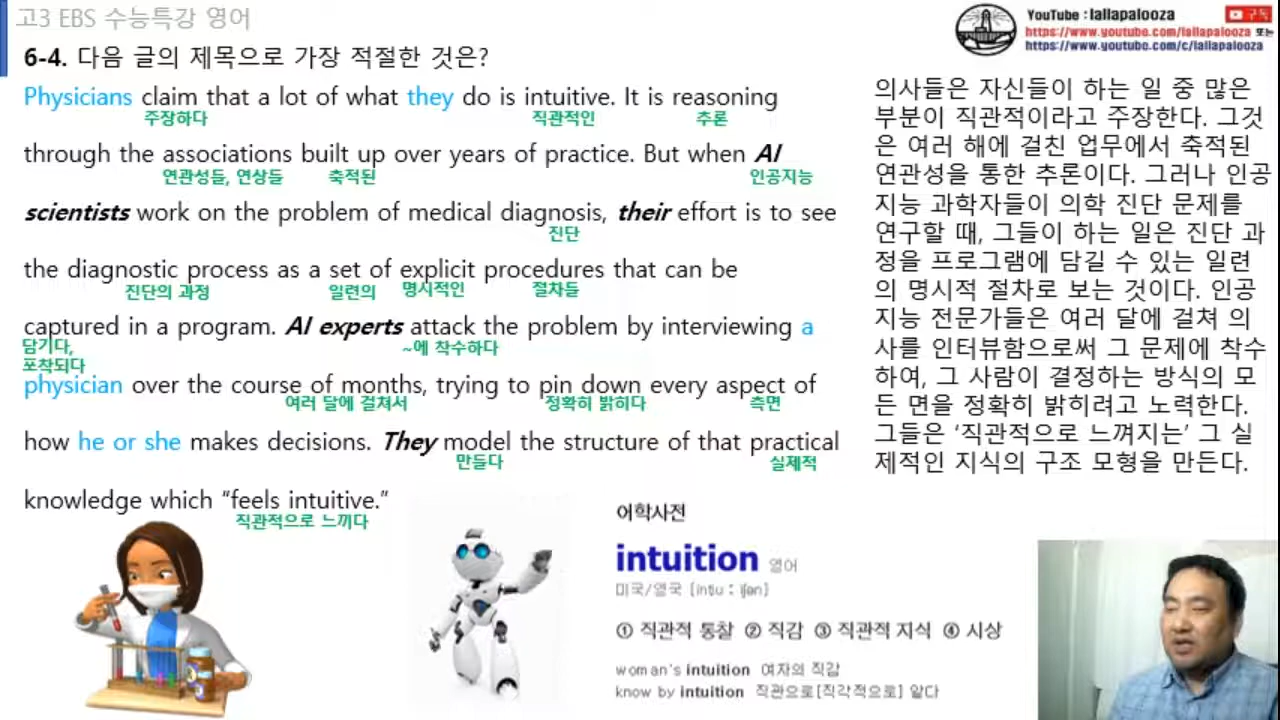 고3 EBS 수능특강 영어
YouTube : lallapalooza
구독
https://www.youtube.com/lallapalooza 또는
https://www.youtube.com/c/lallapalooza
6-4. 다음 글의 제목으로 가장 적절한 것은?
Physicians claim that a lot of what they do is intuitive. It is reasoning
주장하다 직관적인 추론
through the associations built up over years of practice. But when AI
연관성들, 연상들 축적된 인공지능
scientists work on the problem of medical diagnosis, their effort is to see
진단
the diagnostic process as a set of explicit procedures that can be
진단의 과정 일련의 명시적인 절차들
captured in a program. AI experts attack the problem by interviewing a
담기다, ~에 착수하다
포착되다
physician over the course of months, trying to pin down every aspect of
여러 달에 걸쳐서 정확히 밝히다 측면
how he or she makes decisions. They model the structure of that practical
만들다 실제적
knowledge which “feels intuitive.”
직관적으로 느끼다
의사들은 자신들이 하는 일 중 많은
부분이 직관적이라고 주장한다. 그것
은 여러 해에 걸친 업무에서 축적된
연관성을 통한 추론이다. 그러나 인공
지능 과학자들이 의학 진단 문제를
연구할 때, 그들이 하는 일은 진단 과
정을 프로그램에 담길 수 있는 일련
의 명시적 절차로 보는 것이다. 인공
지능 전문가들은 여러 달에 걸쳐 의
사를 인터뷰함으로써 그 문제에 착수
하여, 그 사람이 결정하는 방식의 모
든 면을 정확히 밝히려고 노력한다.
그들은 ‘직관적으로 느껴지는’ 그 실
제적인 지식의 구조 모형을 만든다.
어학사전
intuition 영어
미국/영국 [ìntju:íʃən]
① 직관적 통찰 ② 직감 ③ 직관적 지식 ④ 시상
woman's intuition 여자의 직감
know by intuition 직관으로[직각적으로] 알다